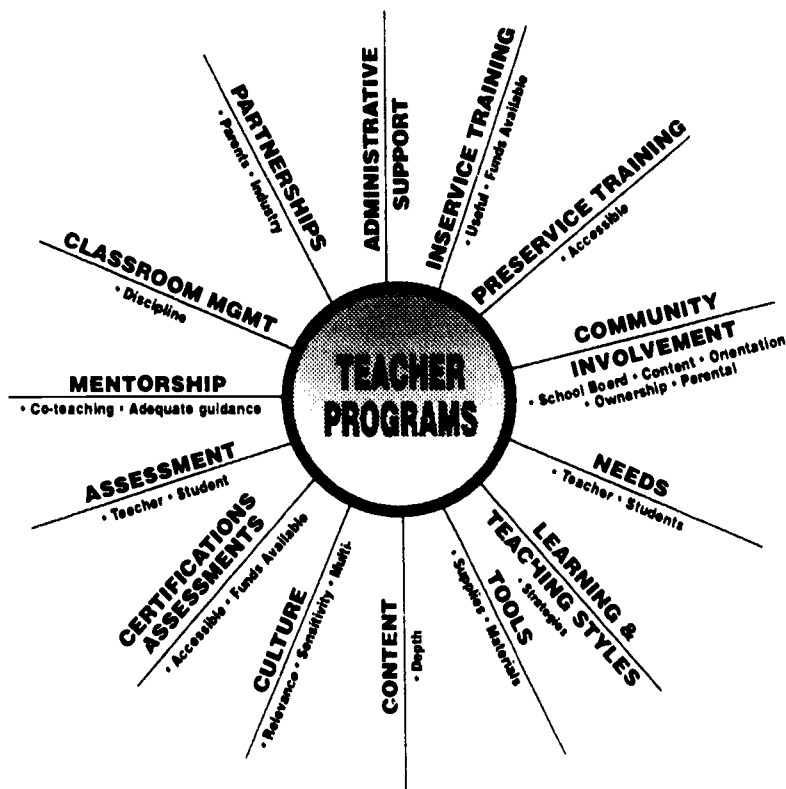 TEACHER
PROGRAMS
ADMINISTRATIVE
SUPPORT
INSERVICE TRAINING
• Useful • Funds Available
PRESERVICE TRAINING
• Accessible
COMMUNITY
INVOLVEMENT
• School Board • Content • Orientation
• Ownership • Parental
NEEDS
• Teacher • Students
LEARNING &
TEACHING STYLES
• Strategies
TOOLS
• Supplies • Materials
CONTENT
• Depth
CULTURE
• Relevance • Sensitivity • Multi-
CERTIFICATIONS
ASSESSMENTS
• Accessible • Funds Available
ASSESSMENT
• Teacher • Student
MENTORSHIP
• Co-teaching • Adequate guidance
CLASSROOM MGMT
• Discipline
PARTNERSHIPS
• Parents • Industry